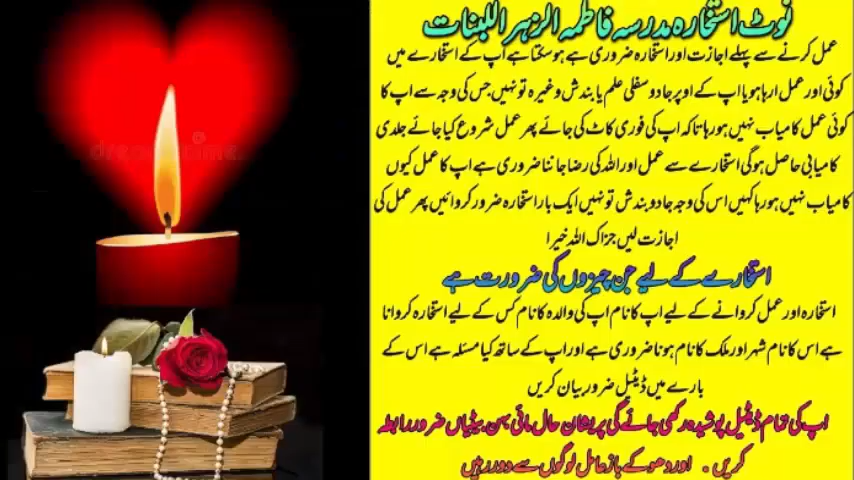 نوٹ استخارہ مدرسہ فاطمہ الزہرا للبنات
عمل کرنے سے پہلے اجازت اور استخارہ ضروری ہے ہو سکتا ہے اپ کے استخارے میں
کوئی اور عمل ارہا ہو یا اپ کے اوپر جادو سفلی علم یا بندش وغیرہ تو نہیں جس کی وجہ سے اپ کا
کوئی عمل کامیاب نہیں ہو رہا تاکہ اپ کی فوری کاٹ کی جائے پھر عمل شروع کیا جائے جلدی
کامیابی حاصل ہوگی استخارے سے عمل اور اللہ کی رضا جاننا ضروری ہے اپ کا عمل کیوں
کامیاب نہیں ہو رہا کہیں اس کی وجہ جادو بندش تو نہیں ایک بار استخارہ ضرور کروائیں پھر عمل کی
اجازت لیں جزاک اللہ خیرا
استخارے کے لیے جن چیزوں کی ضرورت ہے
استخارہ اور عمل کروانے کے لیے اپ کا نام اپ کی والدہ کا نام کس کے لیے استخارہ کروانا
ہے اس کا نام شہر اور ملک کا نام ہونا ضروری ہے اور اپ کے ساتھ کیا مسئلہ ہے اس کے
بارے میں ڈیٹیل ضرور بیان کریں
اپ کی تمام ڈیٹیل پوشیدہ رکھی جائے گی پریشان حال مائی بہن بیٹیاں ضرور رابطہ
کریں ۔ اور دھوکے باز عامل لوگوں سے دور رہیں